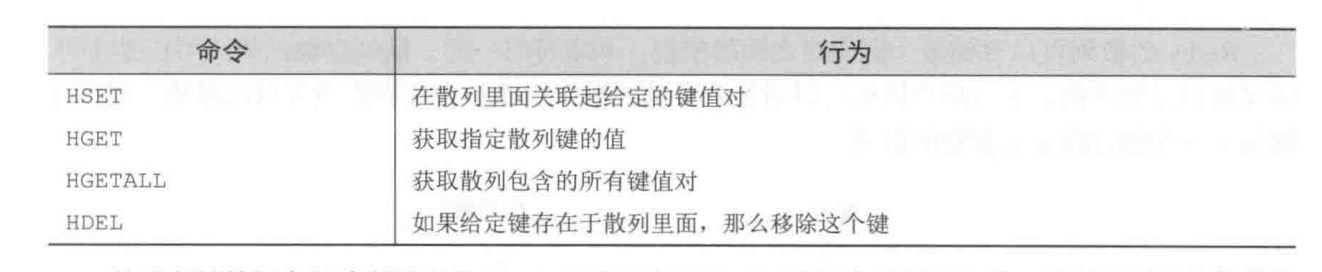 命令 行为
HSET 在散列里面关联起给定的键值对
HGET 获取指定散列键的值
HGETALL 获取散列包含的所有键值对
HDEL 如果给定键存在于散列里面，那么移除这个键